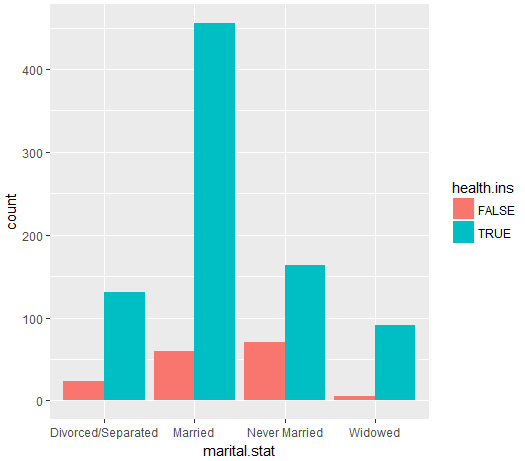 count
400
300
200
100
0
Divorced/Separated Married Never Married Widowed
marital.stat
health.ins
FALSE
TRUE